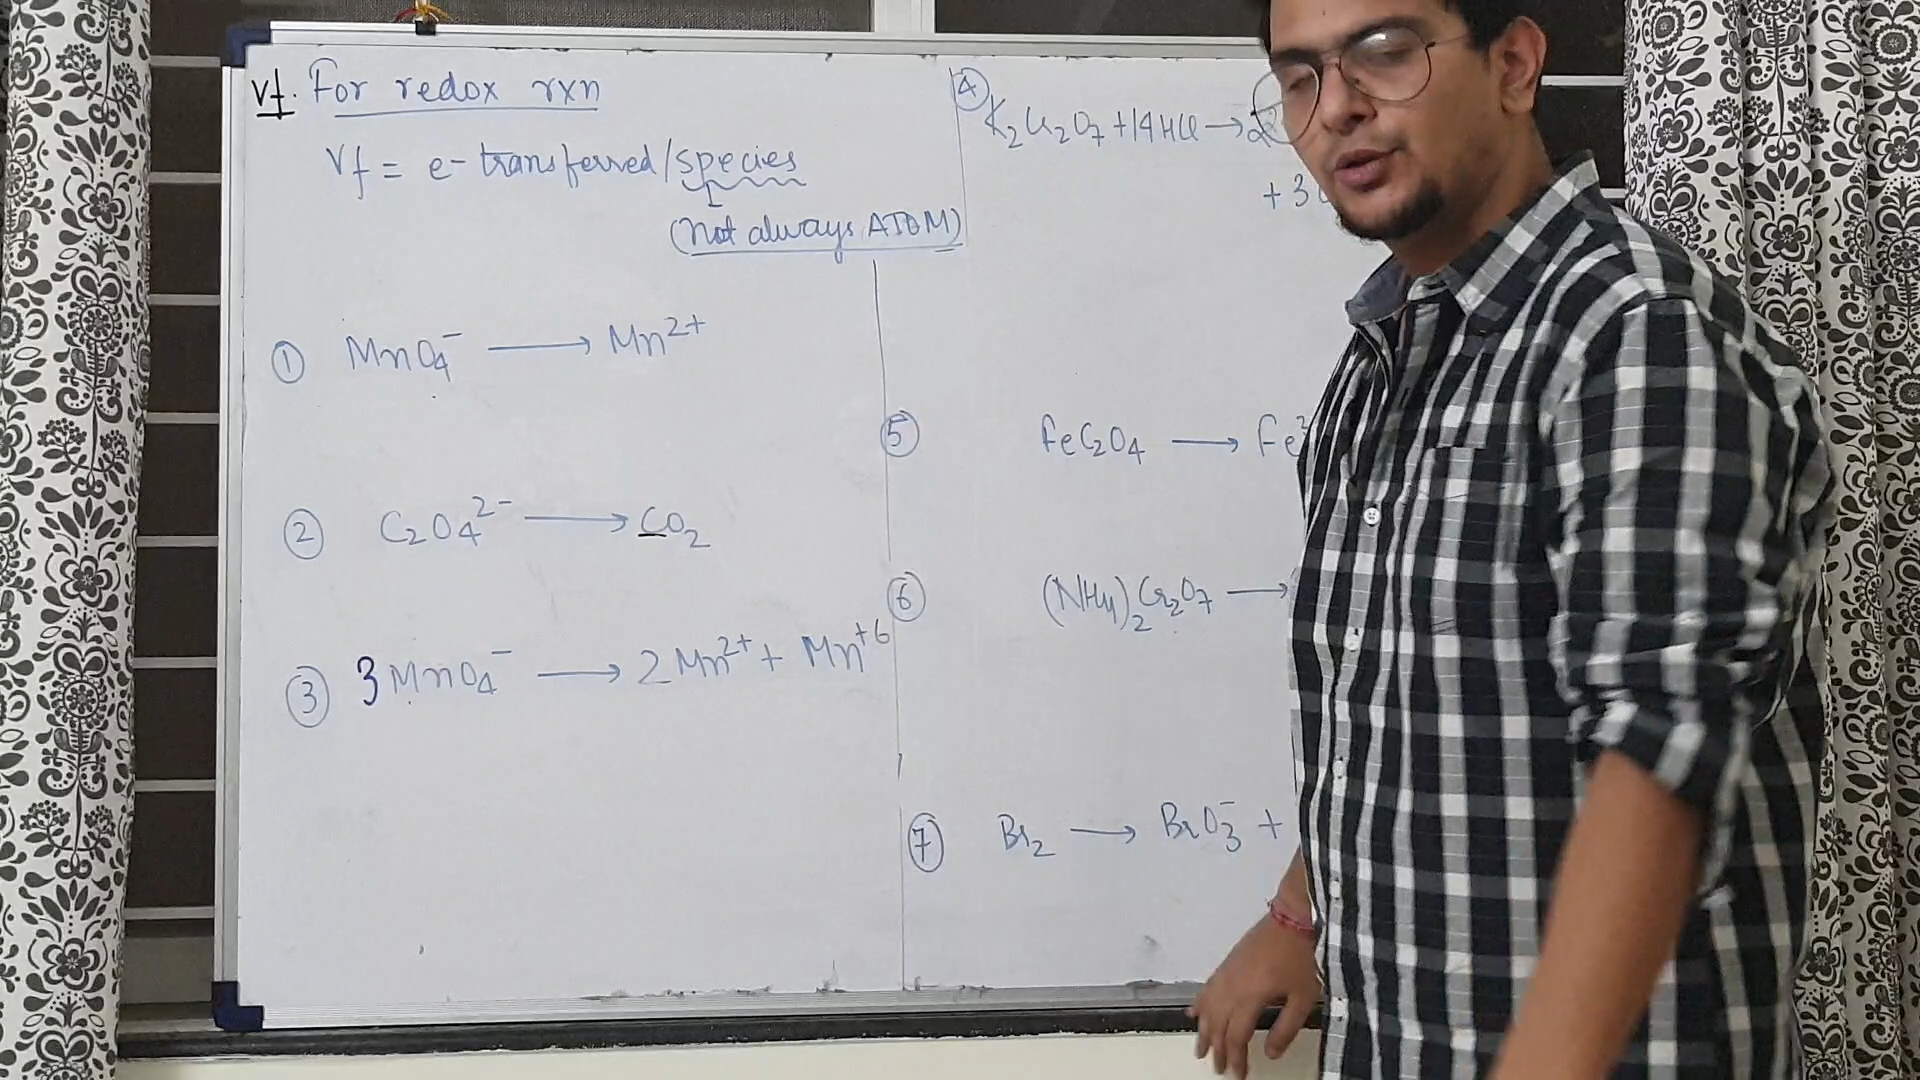 Vf. For redox rxn
Vf = e- transferred/species
(Not always ATOM)
① MnO₄⁻ ⟶ Mn²⁺
② C₂O₄²⁻ ⟶ CO₂
③ 3 MnO₄⁻ ⟶ 2 Mn²⁺ + Mn⁺⁶
④ K₂Cr₂O₇ + 14 HCl → 2
+ 3
⑤ FeC₂O₄ ⟶ Fe
⑥ (NH₄)₂Cr₂O₇ ⟶
⑦ Br₂ ⟶ BrO₃⁻ +